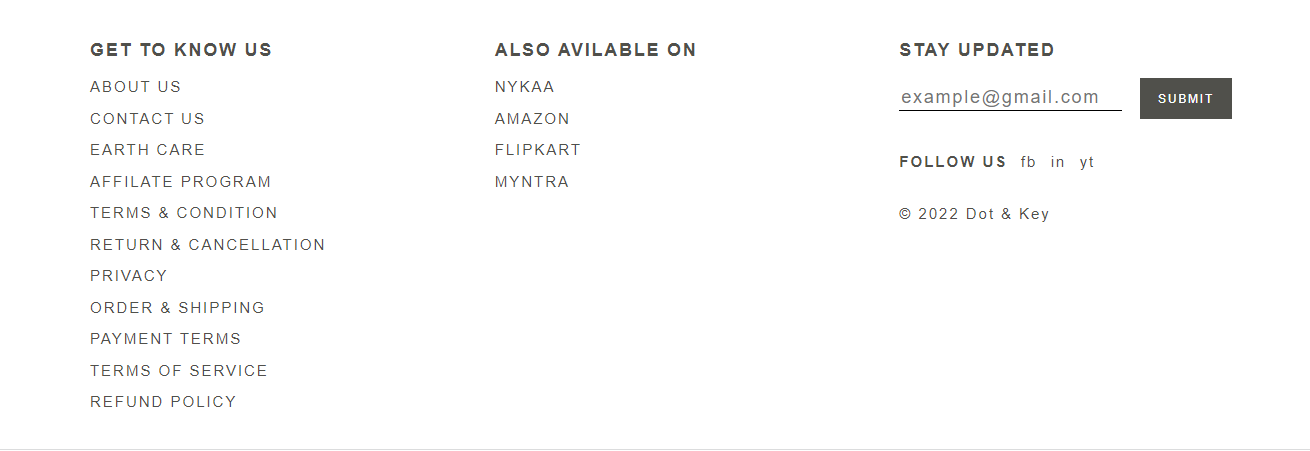 GET TO KNOW US
ABOUT US
CONTACT US
EARTH CARE
AFFILATE PROGRAM
TERMS & CONDITION
RETURN & CANCELLATION
PRIVACY
ORDER & SHIPPING
PAYMENT TERMS
TERMS OF SERVICE
REFUND POLICY
ALSO AVILABLE ON
NYKAA
AMAZON
FLIPKART
MYNTRA
STAY UPDATED
example@gmail.com SUBMIT
FOLLOW US fb in yt
© 2022 Dot & Key